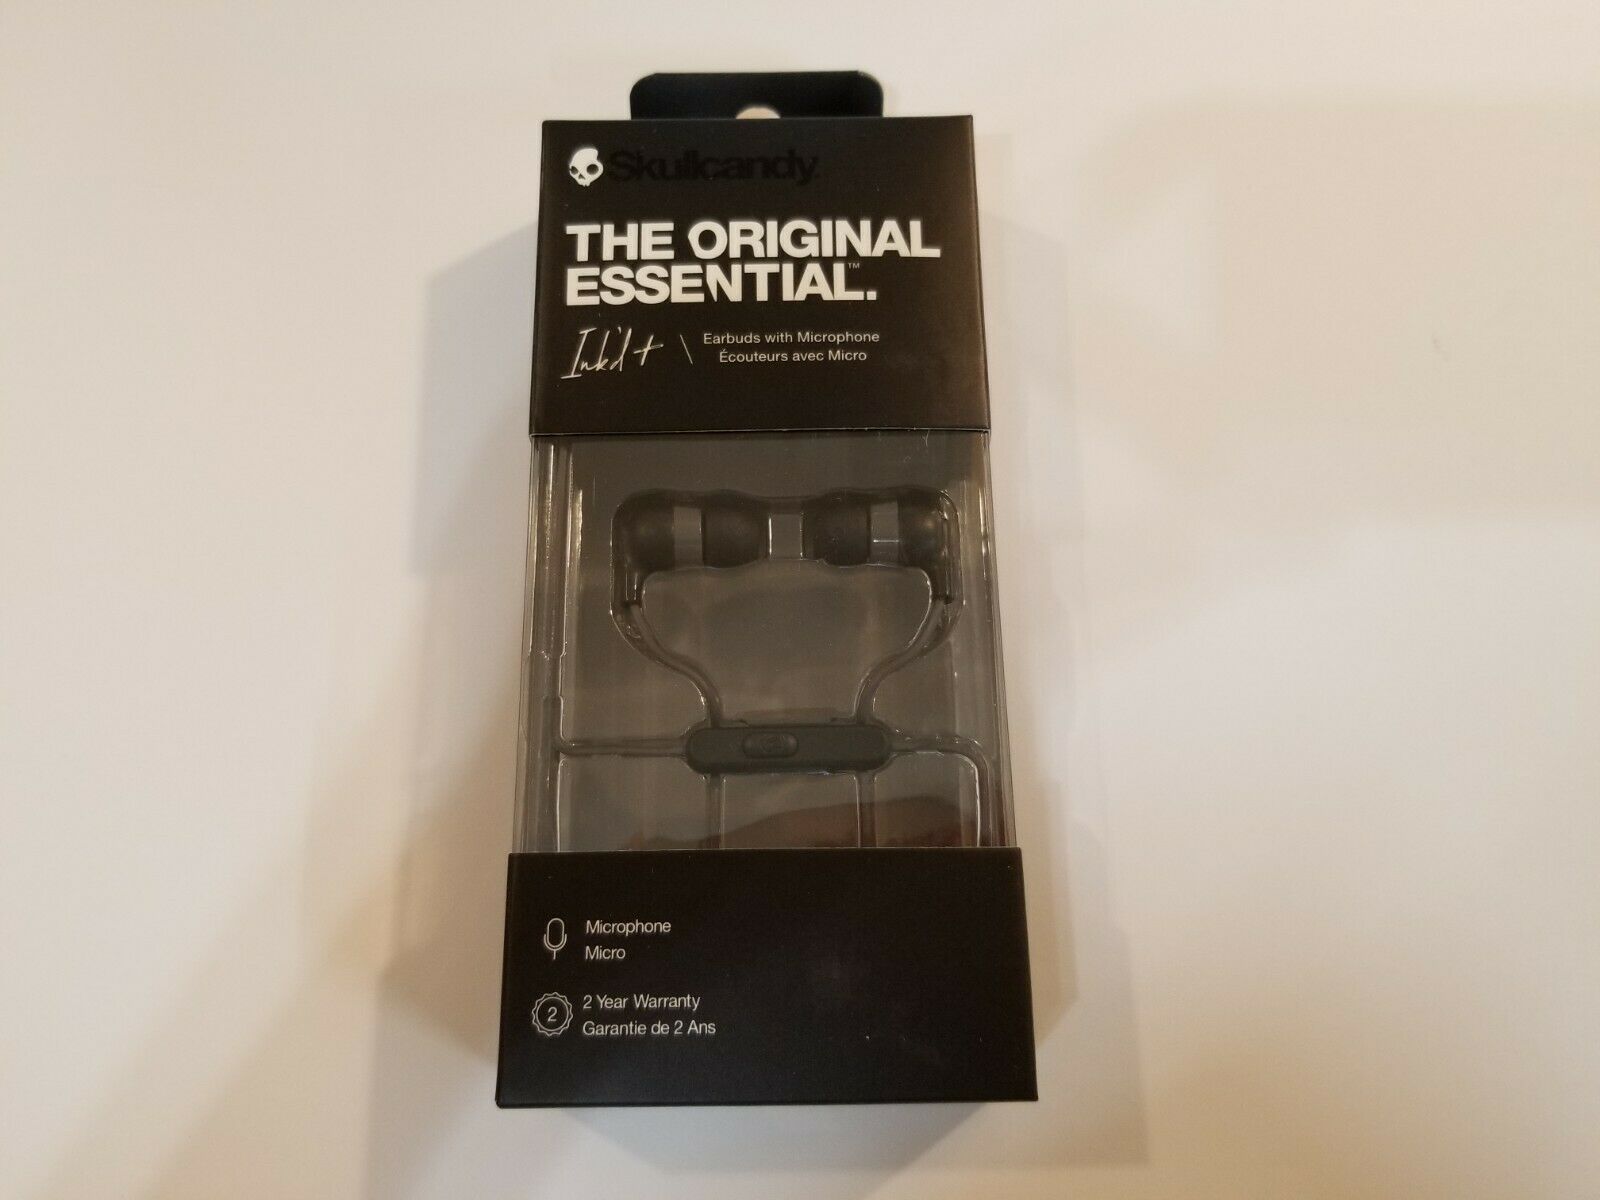 Skullcandy.
THE ORIGINAL
ESSENTIAL.™
Ink'd +
Earbuds with Microphone
Écouteurs avec Micro
Microphone
Micro
2
2 Year Warranty
Garantie de 2 Ans